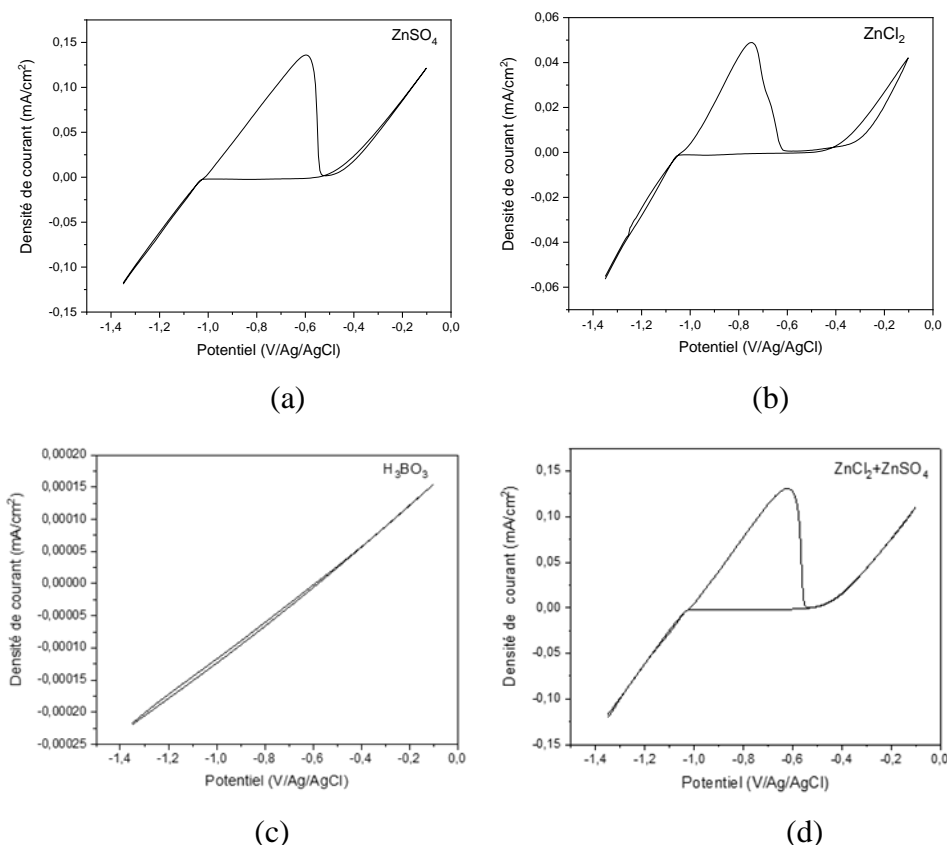 ZnSO4
0,15
0,10
0,05
0,00
-0,05
-0,10
-0,15
-1,4 -1,2 -1,0 -0,8 -0,6 -0,4 -0,2 0,0
Densité de courant (mA/cm2)
Potentiel (V/Ag/AgCl)
(a)
ZnCl2
0,06
0,04
0,02
0,00
-0,02
-0,04
-0,06
-1,4 -1,2 -1,0 -0,8 -0,6 -0,4 -0,2 0,0
Densité de courant (mA/cm2)
Potentiel (V/Ag/AgCl)
(b)
H3BO3
0,00020
0,00015
0,00010
0,00005
0,00000
-0,00005
-0,00010
-0,00015
-0,00020
-0,00025
-1,4 -1,2 -1,0 -0,8 -0,6 -0,4 -0,2 0,0
Densité de courant (mA/cm2)
Potentiel (V/Ag/AgCl)
(c)
ZnCl2+ZnSO4
0,15
0,10
0,05
0,00
-0,05
-0,10
-0,15
-1,4 -1,2 -1,0 -0,8 -0,6 -0,4 -0,2 0,0
Densité de courant (mA/cm2)
Potentiel (V/Ag/AgCl)
(d)